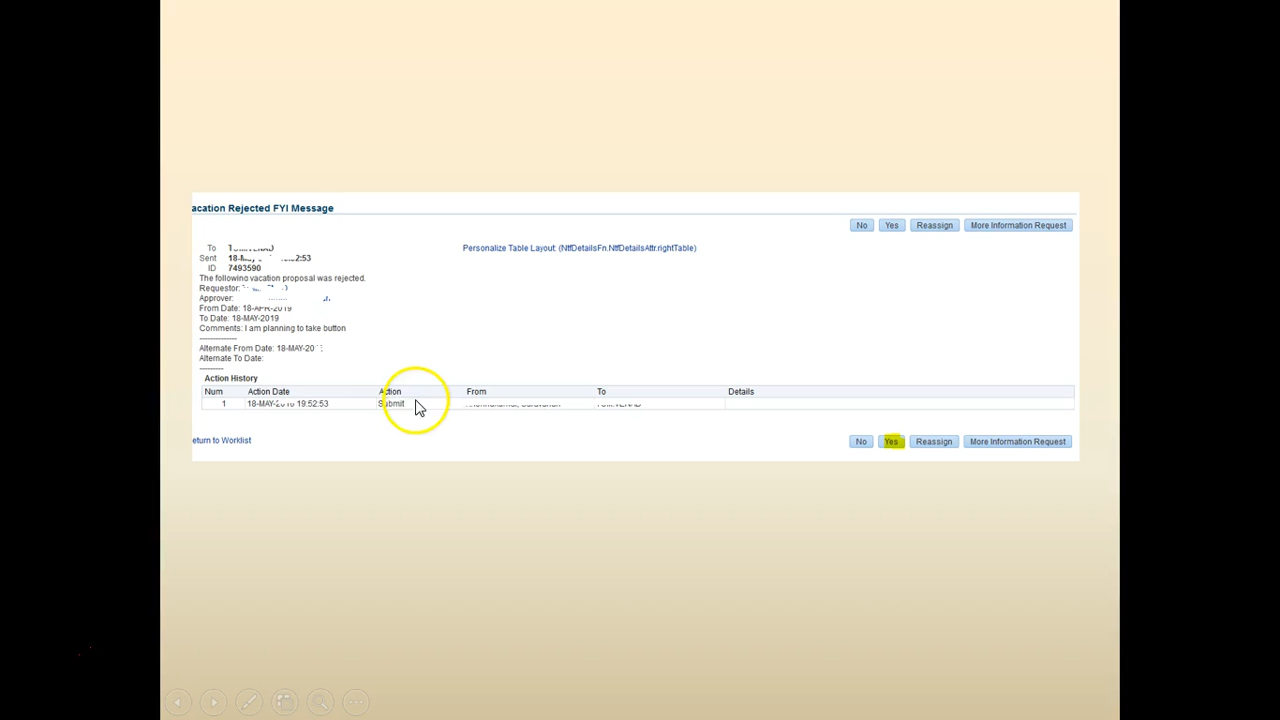 acation Rejected FYI Message
No Yes Reassign More Information Request
To
Personalize Table Layout: (NtfDetailsFn.NtfDetailsAttr.rightTable)
Sent
ID 7493590
The following vacation proposal was rejected.
Requestor:
Approver:
From Date: 18-APR-2019
To Date: 18-MAY-2019
Comments: I am planning to take button
--------------
Alternate From Date:
Alternate To Date:
---------
Action History
Num Action Date Action From To Details
1 19:52:53 Submit
eturn to Worklist
No Yes Reassign More Information Request